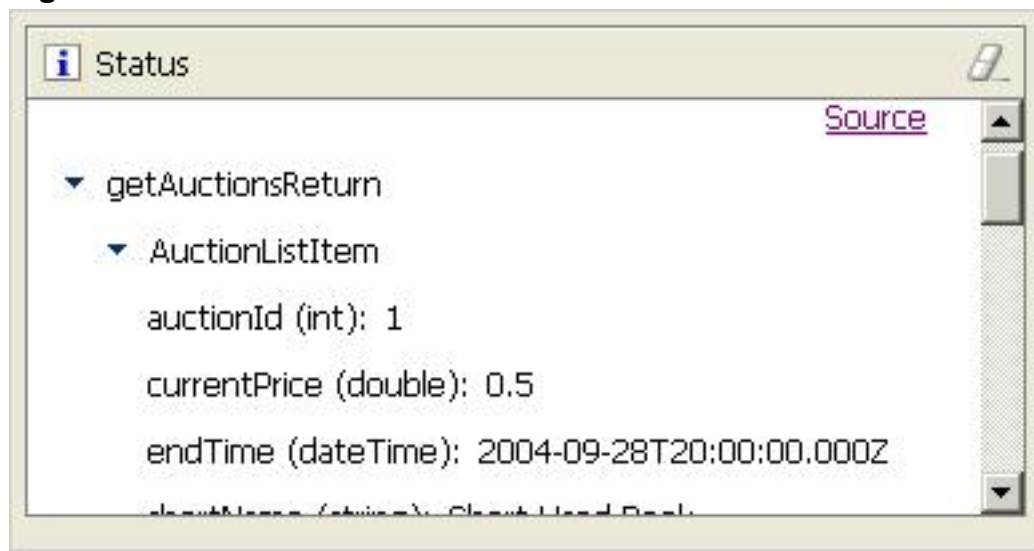 Status
Source
getAuctionsReturn
AuctionListItem
auctionId (int): 1
currentPrice (double): 0.5
endTime (dateTime): 2004-09-28T20:00:00.000Z